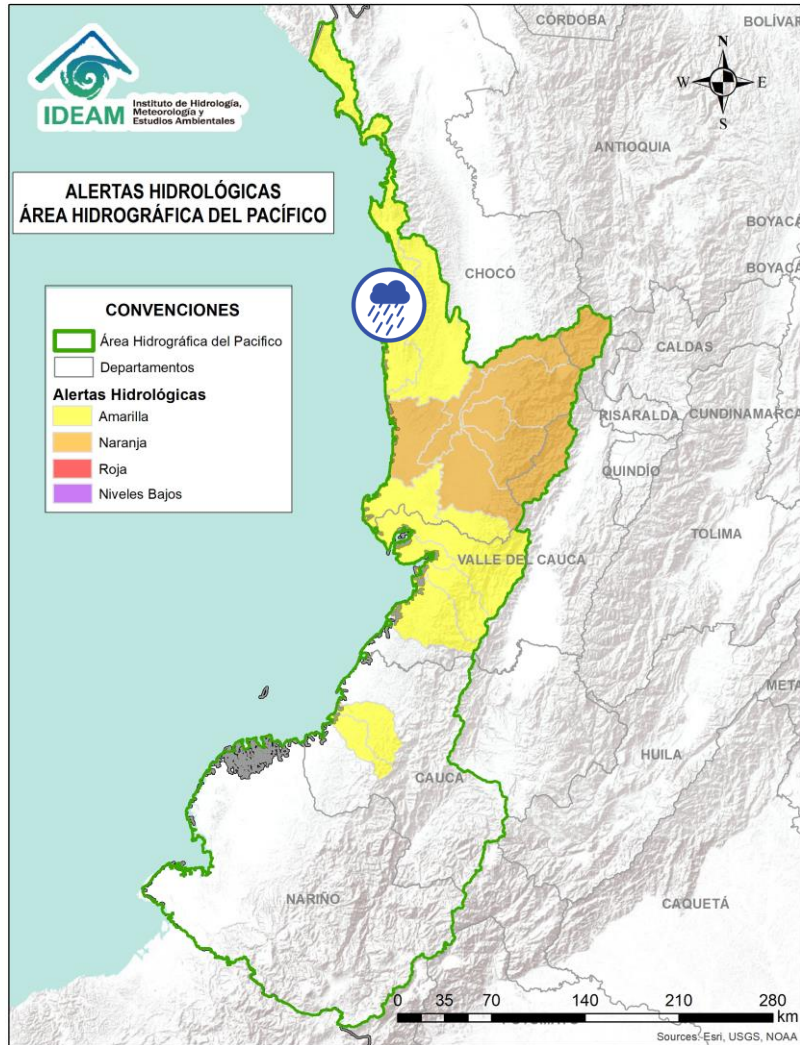 CÓRDOBA
BOLÍVAR
N
W
E
S
IDEAM
Instituto de Hidrología,
Meteorología y
Estudios Ambientales
ANTIOQUIA
ALERTAS HIDROLÓGICAS
ÁREA HIDROGRÁFICA DEL PACÍFICO
BOYACÁ
BOYACÁ
CHOCÓ
CONVENCIONES
Área Hidrográfica del Pacifico
Departamentos
Alertas Hidrológicas
Amarilla
Naranja
Roja
Niveles Bajos
CALDAS
RISARALDA
CUNDINAMARCA
QUINDÍO
TOLIMA
VALLE DEL CAUCA
META
HUILA
CAUCA
NARIÑO
CAQUETÁ
0 35 70 140 210 280
km
Sources: Esri, USGS, NOAA